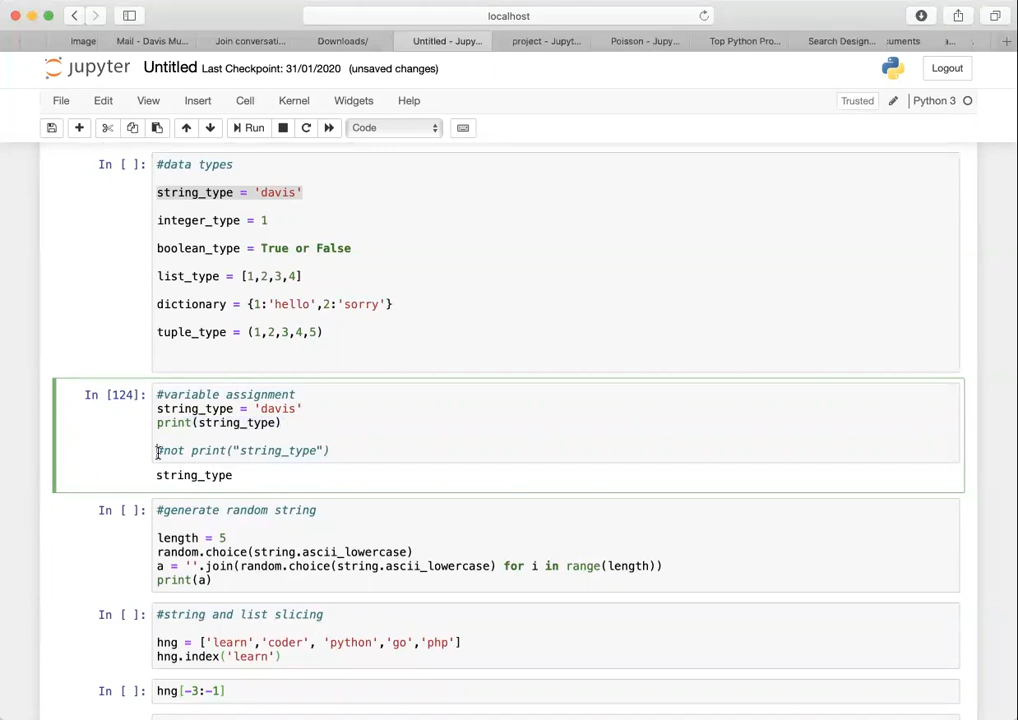 localhost
Image
Mail - Davis Mu...
Join conversati...
Downloads/
Untitled - Jupy...
project - Jupyt...
Poisson - Jupy...
Top Python Pro...
Search Design...
:uments
a...
jupyter Untitled Last Checkpoint: 31/01/2020 (unsaved changes)
Logout
File Edit View Insert Cell Kernel Widgets Help
Trusted
Python 3
Run
Code
In [ ]: #data types
string_type = 'davis'
integer_type = 1
boolean_type = True or False
list_type = [1,2,3,4]
dictionary = {1:'hello',2:'sorry'}
tuple_type = (1,2,3,4,5)
In [124]: #variable assignment
string_type = 'davis'
print(string_type)
#not print("string_type")
string_type
In [ ]: #generate random string
length = 5
random.choice(string.ascii_lowercase)
a = ''.join(random.choice(string.ascii_lowercase) for i in range(length))
print(a)
In [ ]: #string and list slicing
hng = ['learn','coder', 'python','go','php']
hng.index('learn')
In [ ]: hng[-3:-1]